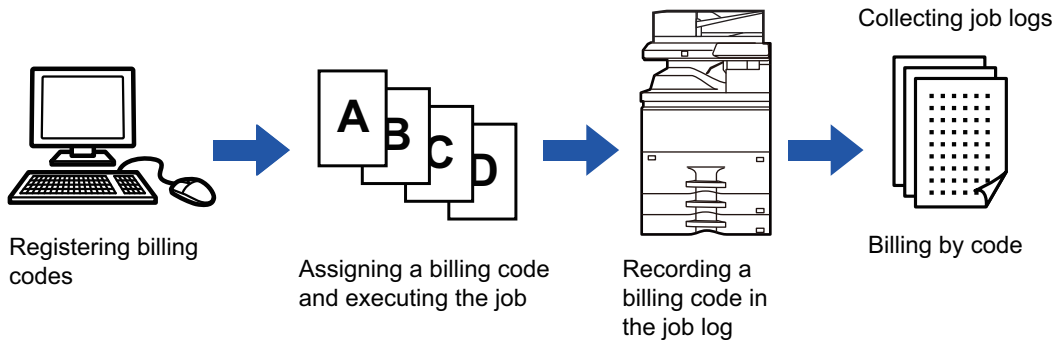 Registering billing
codes
A
B
C
D
Assigning a billing code
and executing the job
Recording a
billing code in
the job log
Collecting job logs
Billing by code